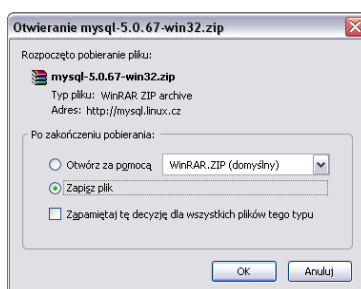 Otwieranie mysql-5.0.67-win32.zip
Rozpoczęto pobieranie pliku:
mysql-5.0.67-win32.zip
Typ pliku: WinRAR ZIP archive
Adres: http://mysql.linux.cz
Po zakończeniu pobierania:
Otwórz za pomocą WinRAR.ZIP (domyślny)
Zapisz plik
Zapamiętaj tę decyzję dla wszystkich plików tego typu
OK Anuluj